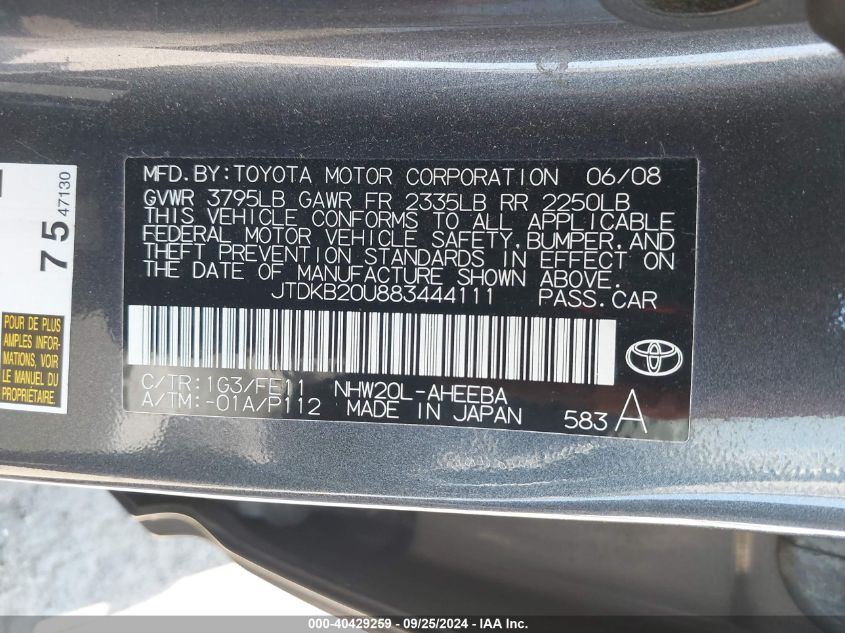 MFD.BY:TOYOTA MOTOR CORPORATION 06/08
GVWR 3795LB GAWR FR 2335LB RR 2250LB
THIS VEHICLE CONFORMS TO ALL APPLICABLE
FEDERAL MOTOR VEHICLE SAFETY,BUMPER,AND
THEFT PREVENTION STANDARDS IN EFFECT ON
THE DATE OF MANUFACTURE SHOWN ABOVE.
JTDKB20U883444111 PASS.CAR
C/TR:1G3/FE11 NHW20L-AHEEBA
A/TM:-01A/P112 MADE IN JAPAN 583 A
75 47130
POUR DE PLUS
AMPLES INFOR-
MATIONS, VOIR
LE MANUEL DU
PROPRIÉTAIRE
000-40429259 - 09/25/2024 - IAAI.com